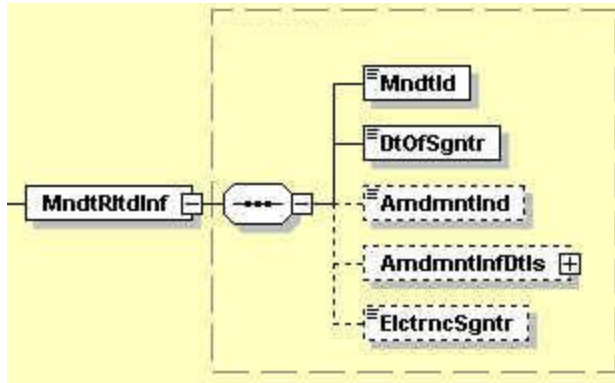 MndtId
DtOfSgntr
MndtRltdInf
AmdmntInd
AmdmntInfDtls
ElctrncSgntr